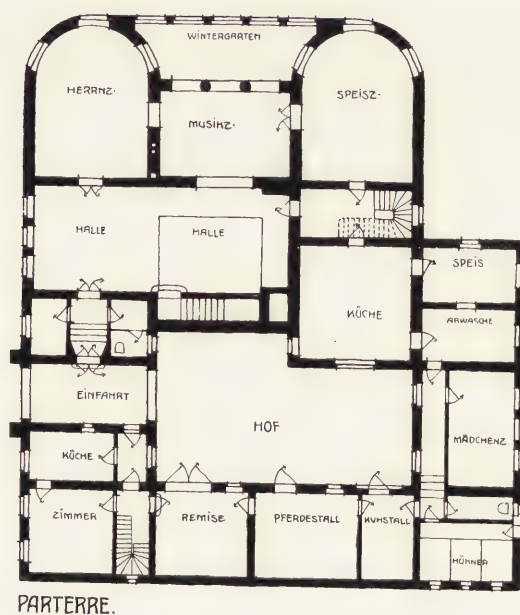 WINTERGARTEN
HERRNZ·
MUSIKZ·
SPEISZ·
HALLE
HALLE
SPEIS
KÜCHE
ABWASCHE
EINFAHRT
HOF
MÄDCHENZ
KÜCHE
ZIMMER
REMISE
PFERDESTALL
KUHSTALL
HÜHNER
PARTERRE.